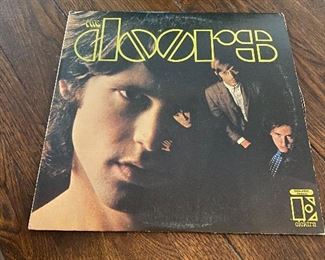 THE
doors
elektra